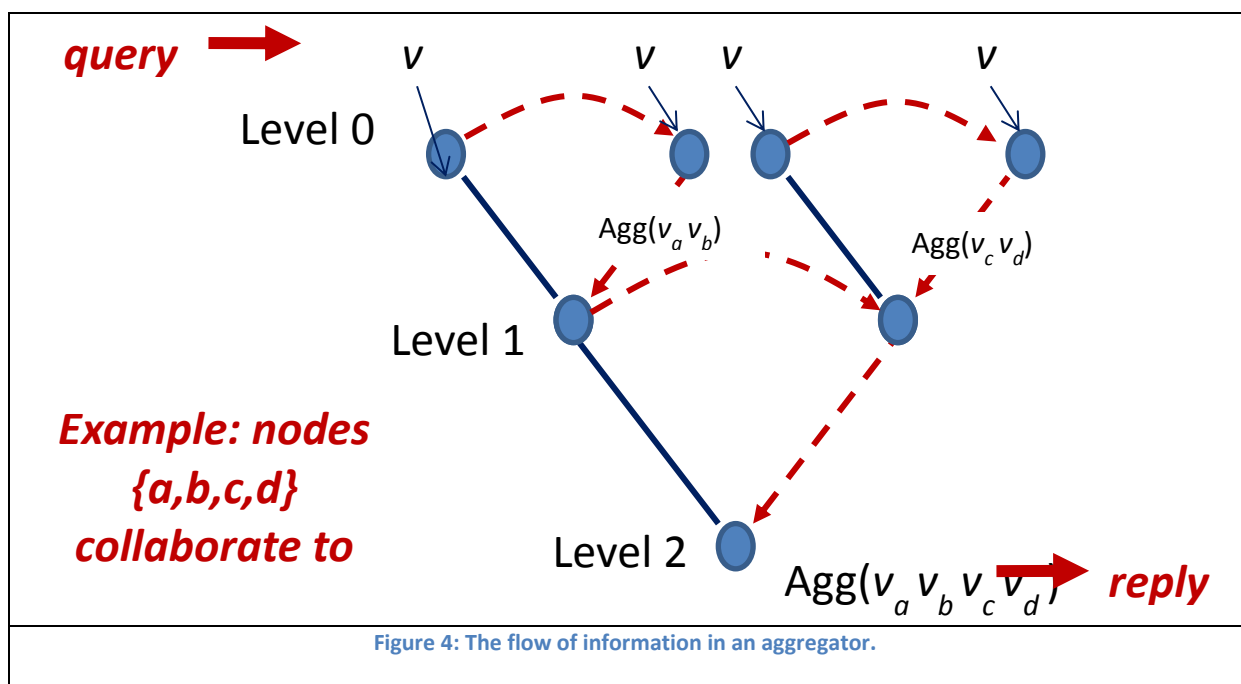 query
v v v v
Level 0
Agg(v_a v_b)
Agg(v_c v_d)
Level 1
Example: nodes
{a,b,c,d}
collaborate to
Level 2
Agg(v_a v_b v_c v_d)
reply
Figure 4: The flow of information in an aggregator.